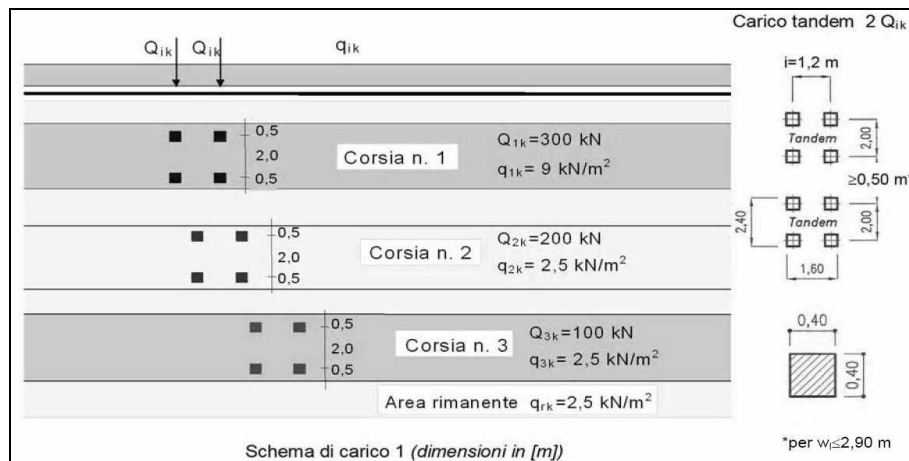 Carico tandem 2 Qik
Qik Qik qik
i=1,2 m
0,5
2,0
0,5
Corsia n. 1
Q1k=300 kN
q1k= 9 kN/m²
Tandem
2,00
≥0,50 m*
0,5
2,0
0,5
Corsia n. 2
Q2k=200 kN
q2k= 2,5 kN/m²
2,40
Tandem
2,00
1,60
0,5
2,0
0,5
Corsia n. 3
Q3k=100 kN
q3k= 2,5 kN/m²
0,40
0,40
Area rimanente qrk=2,5 kN/m²
Schema di carico 1 (dimensioni in [m])
*per wl≤2,90 m